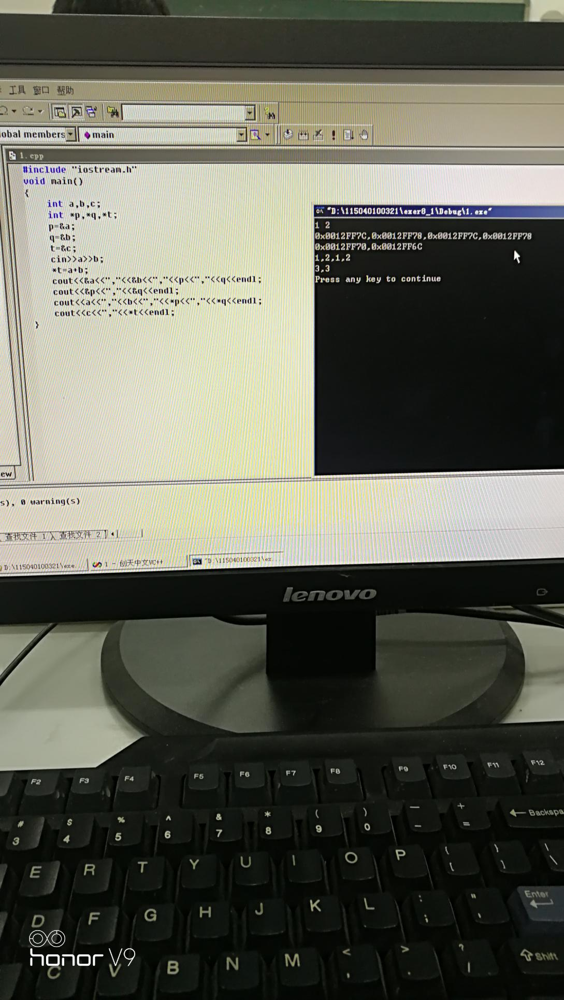 工具 窗口 帮助
obal members
main
1.cpp
#include "iostream.h"
void main()
{
int a,b,c;
int *p,*q,*t;
p=&a;
q=&b;
t=&c;
cin>>a>>b;
*t=a+b;
cout<<&a<<","<<&b<<","<<p<<","<<q<<endl;
cout<<&p<<","<<&q<<endl;
cout<<a<<","<<b<<","<<*p<<","<<*q<<endl;
cout<<c<<","<<*t<<endl;
}
"D:\115040100321\exer8_1\Debug\1.exe"
1 2
0x0012FF7C,0x0012FF78,0x0012FF7C,0x0012FF78
0x0012FF70,0x0012FF6C
1,2,1,2
3,3
Press any key to continue
ew
s), 0 warning(s)
查找文件 1 查找文件 2
D:\115040100321\exe...
1 - 创天中文VC++
"D:\115040100321\ex...
lenovo
F2 F3 F4 F5 F6 F7 F8 F9 F10 F11 F12
# $ % ^ & * ( ) — +
3 4 5 6 7 8 9 0 - = Backspa
E R T Y U I O P { } |
[ ] \
D F G H J K L : " Enter
; '
C V B N M < > ? Shift
, . /
honor V9